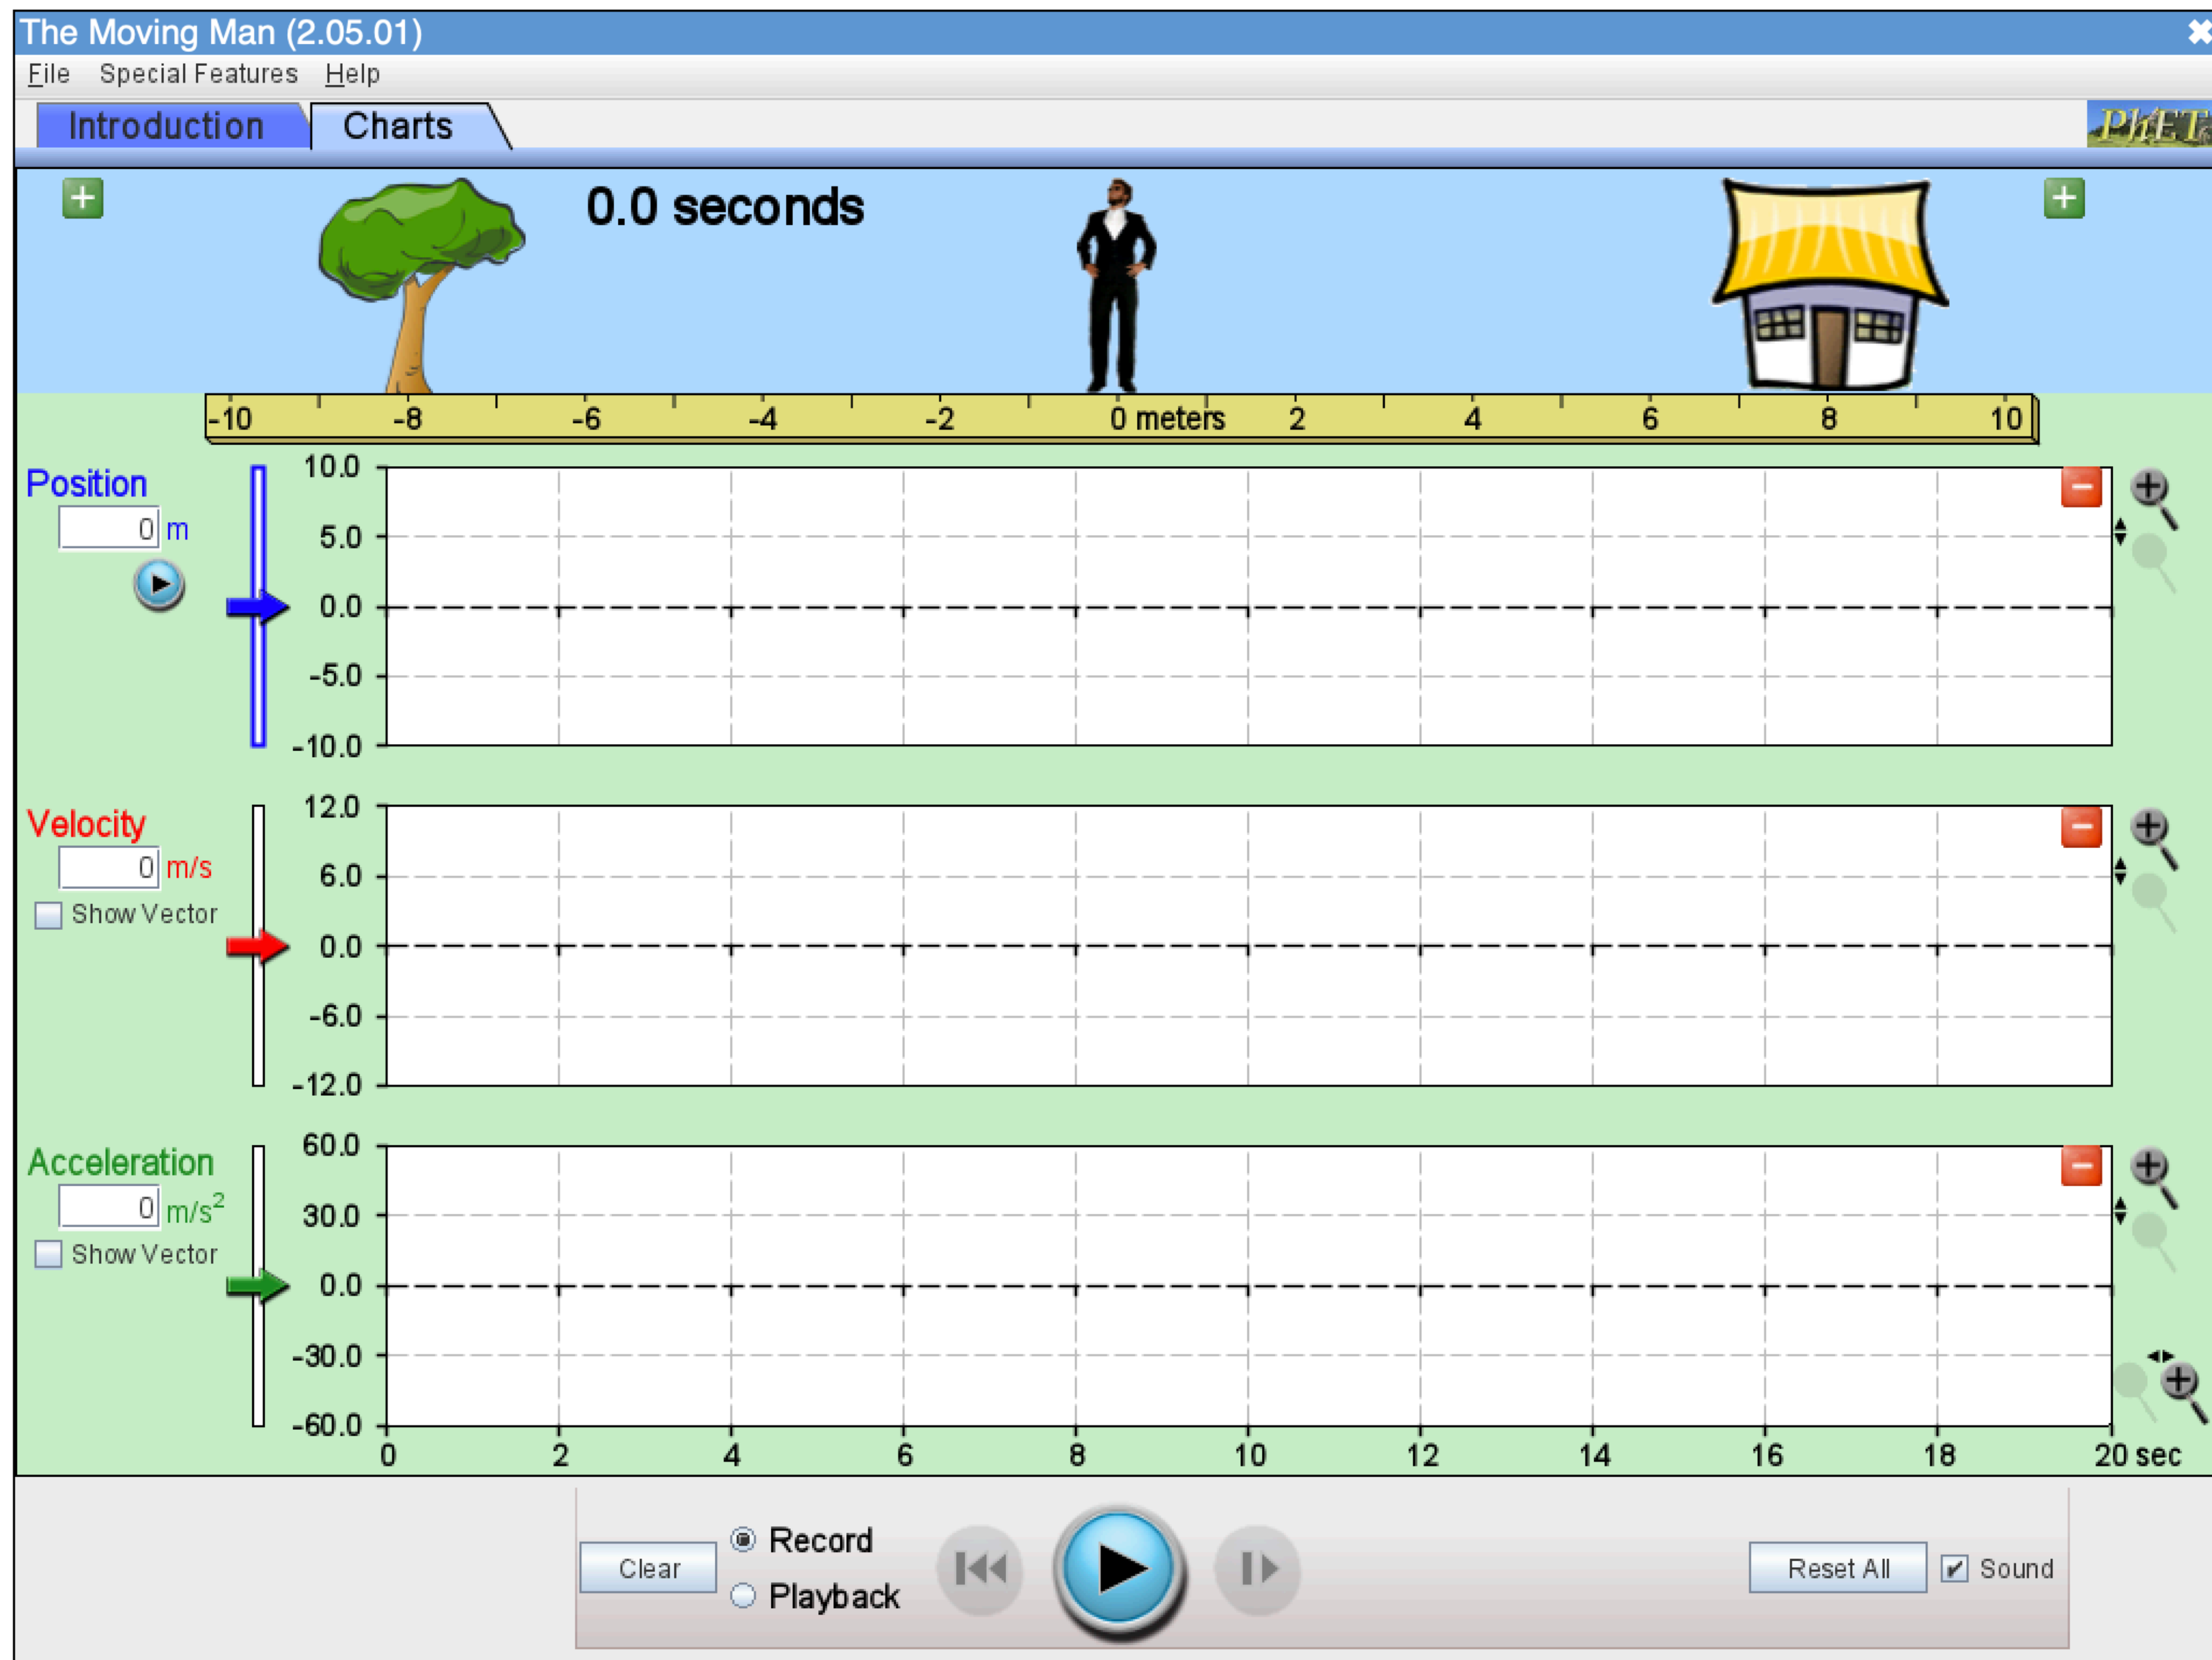 The Moving Man (2.05.01)
File Special Features Help
Introduction Charts
PhET
0.0 seconds
-10 -8 -6 -4 -2 0 meters 2 4 6 8 10
Position
0 m
10.0
5.0
0.0
-5.0
-10.0
Velocity
0 m/s
Show Vector
12.0
6.0
0.0
-6.0
-12.0
Acceleration
0 m/s²
Show Vector
60.0
30.0
0.0
-30.0
-60.0
0 2 4 6 8 10 12 14 16 18 20 sec
Clear
Record
Playback
Reset All
Sound